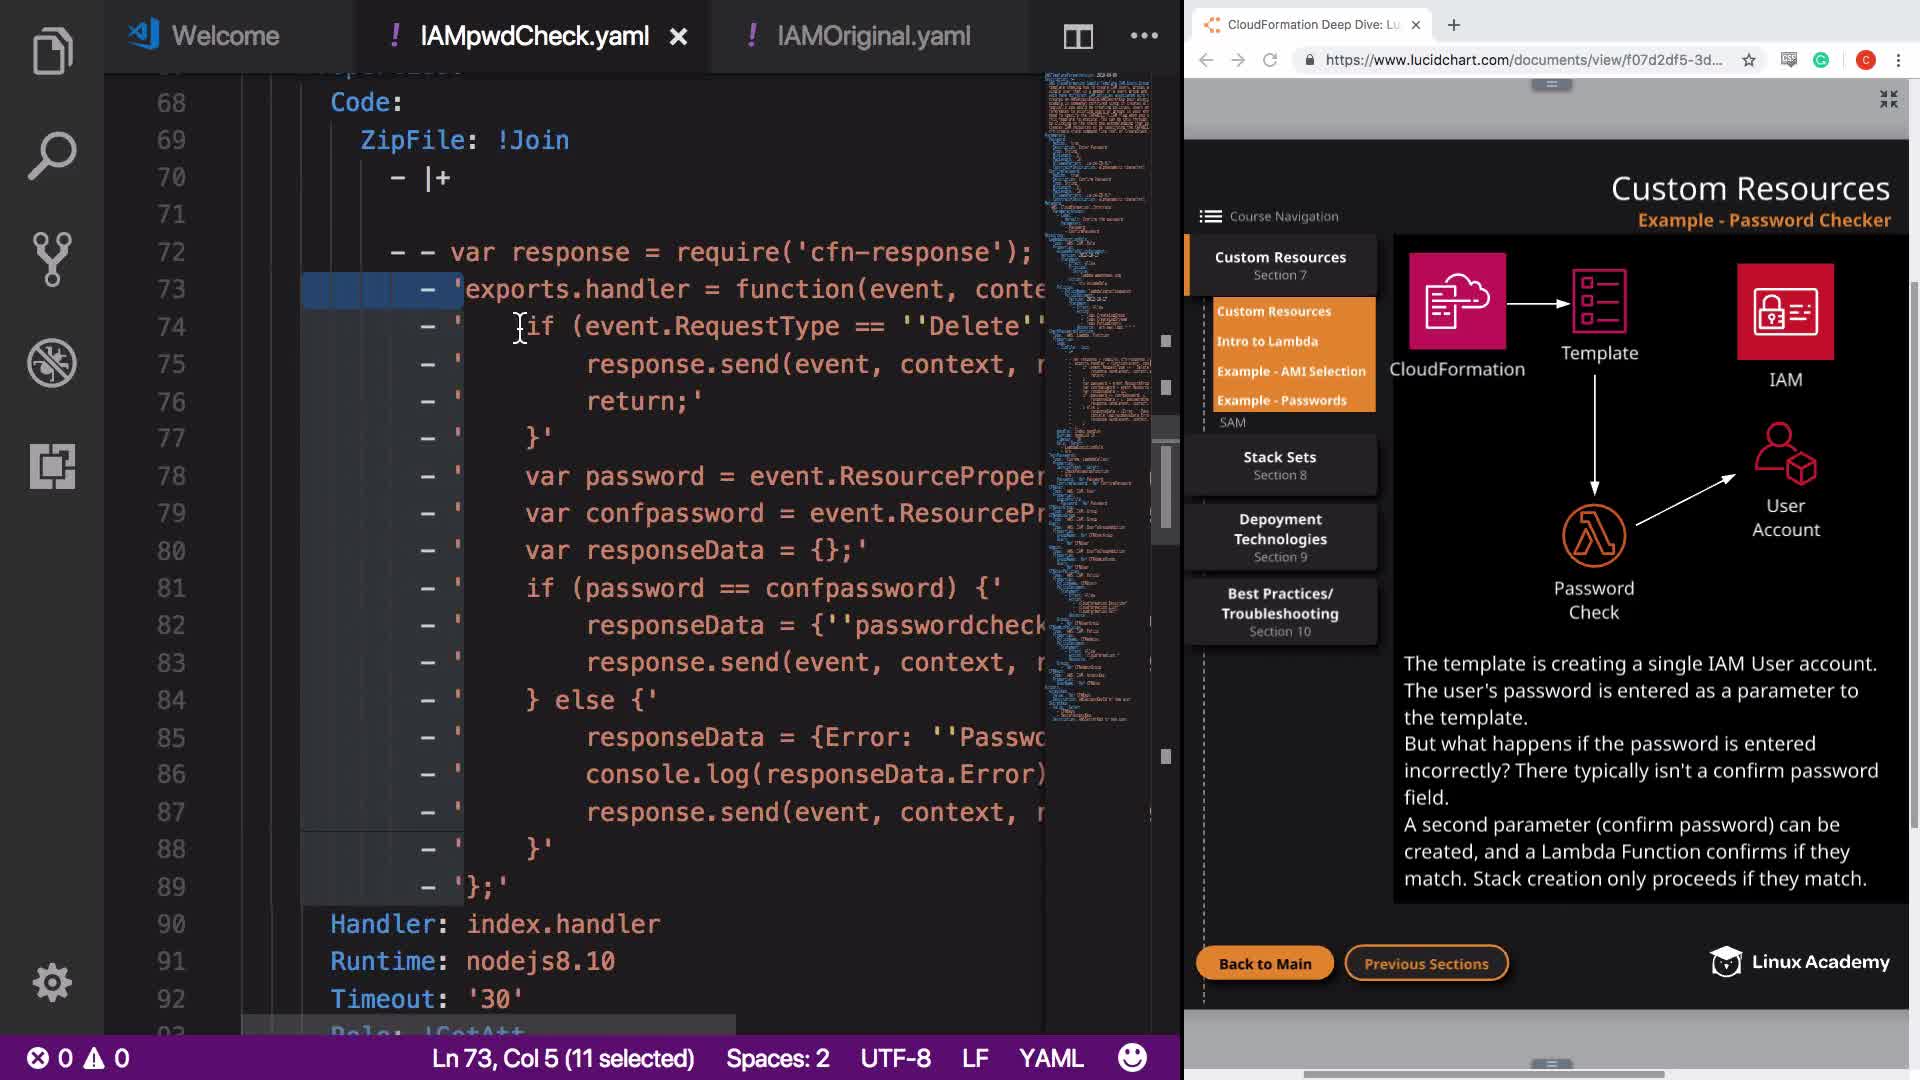 Welcome
! IAMpwdCheck.yaml
! IAMOriginal.yaml
68 Code:
69 ZipFile: !Join
70 - |+
71
72 - - var response = require('cfn-response');
73 - 'exports.handler = function(event, conte
74 - ' if (event.RequestType == ''Delete''
75 - ' response.send(event, context, r
76 - ' return;'
77 - ' }'
78 - ' var password = event.ResourceProper
79 - ' var confpassword = event.ResourcePr
80 - ' var responseData = {};'
81 - ' if (password == confpassword) {'
82 - ' responseData = {''passwordcheck
83 - ' response.send(event, context, r
84 - ' } else {'
85 - ' responseData = {Error: ''Passwo
86 - ' console.log(responseData.Error)
87 - ' response.send(event, context, r
88 - ' }'
89 - '};'
90 Handler: index.handler
91 Runtime: nodejs8.10
92 Timeout: '30'
93 Role: !GetAtt
0 0
Ln 73, Col 5 (11 selected)
Spaces: 2
UTF-8
LF
YAML
CloudFormation Deep Dive: Lu
https://www.lucidchart.com/documents/view/f07d2df5-3d...
C
Custom Resources
Example - Password Checker
Course Navigation
Custom Resources
Section 7
Custom Resources
Intro to Lambda
Example - AMI Selection
Example - Passwords
SAM
Stack Sets
Section 8
Depoyment
Technologies
Section 9
Best Practices/
Troubleshooting
Section 10
CloudFormation
Template
IAM
User
Account
Password
Check
The template is creating a single IAM User account.
The user's password is entered as a parameter to
the template.
But what happens if the password is entered
incorrectly? There typically isn't a confirm password
field.
A second parameter (confirm password) can be
created, and a Lambda Function confirms if they
match. Stack creation only proceeds if they match.
Back to Main
Previous Sections
Linux Academy